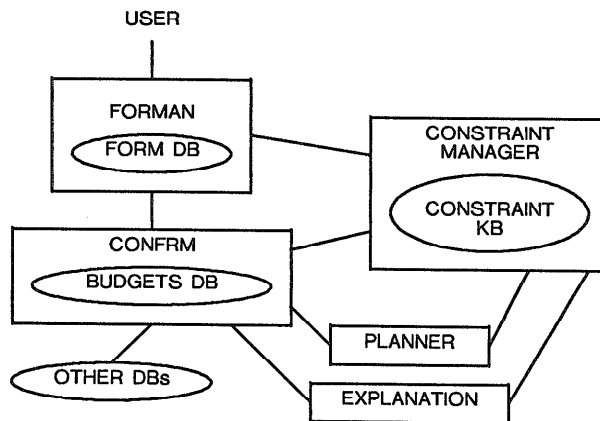 USER
FORMAN
FORM DB
CONSTRAINT
MANAGER
CONSTRAINT
KB
CONFRM
BUDGETS DB
PLANNER
OTHER DBs
EXPLANATION